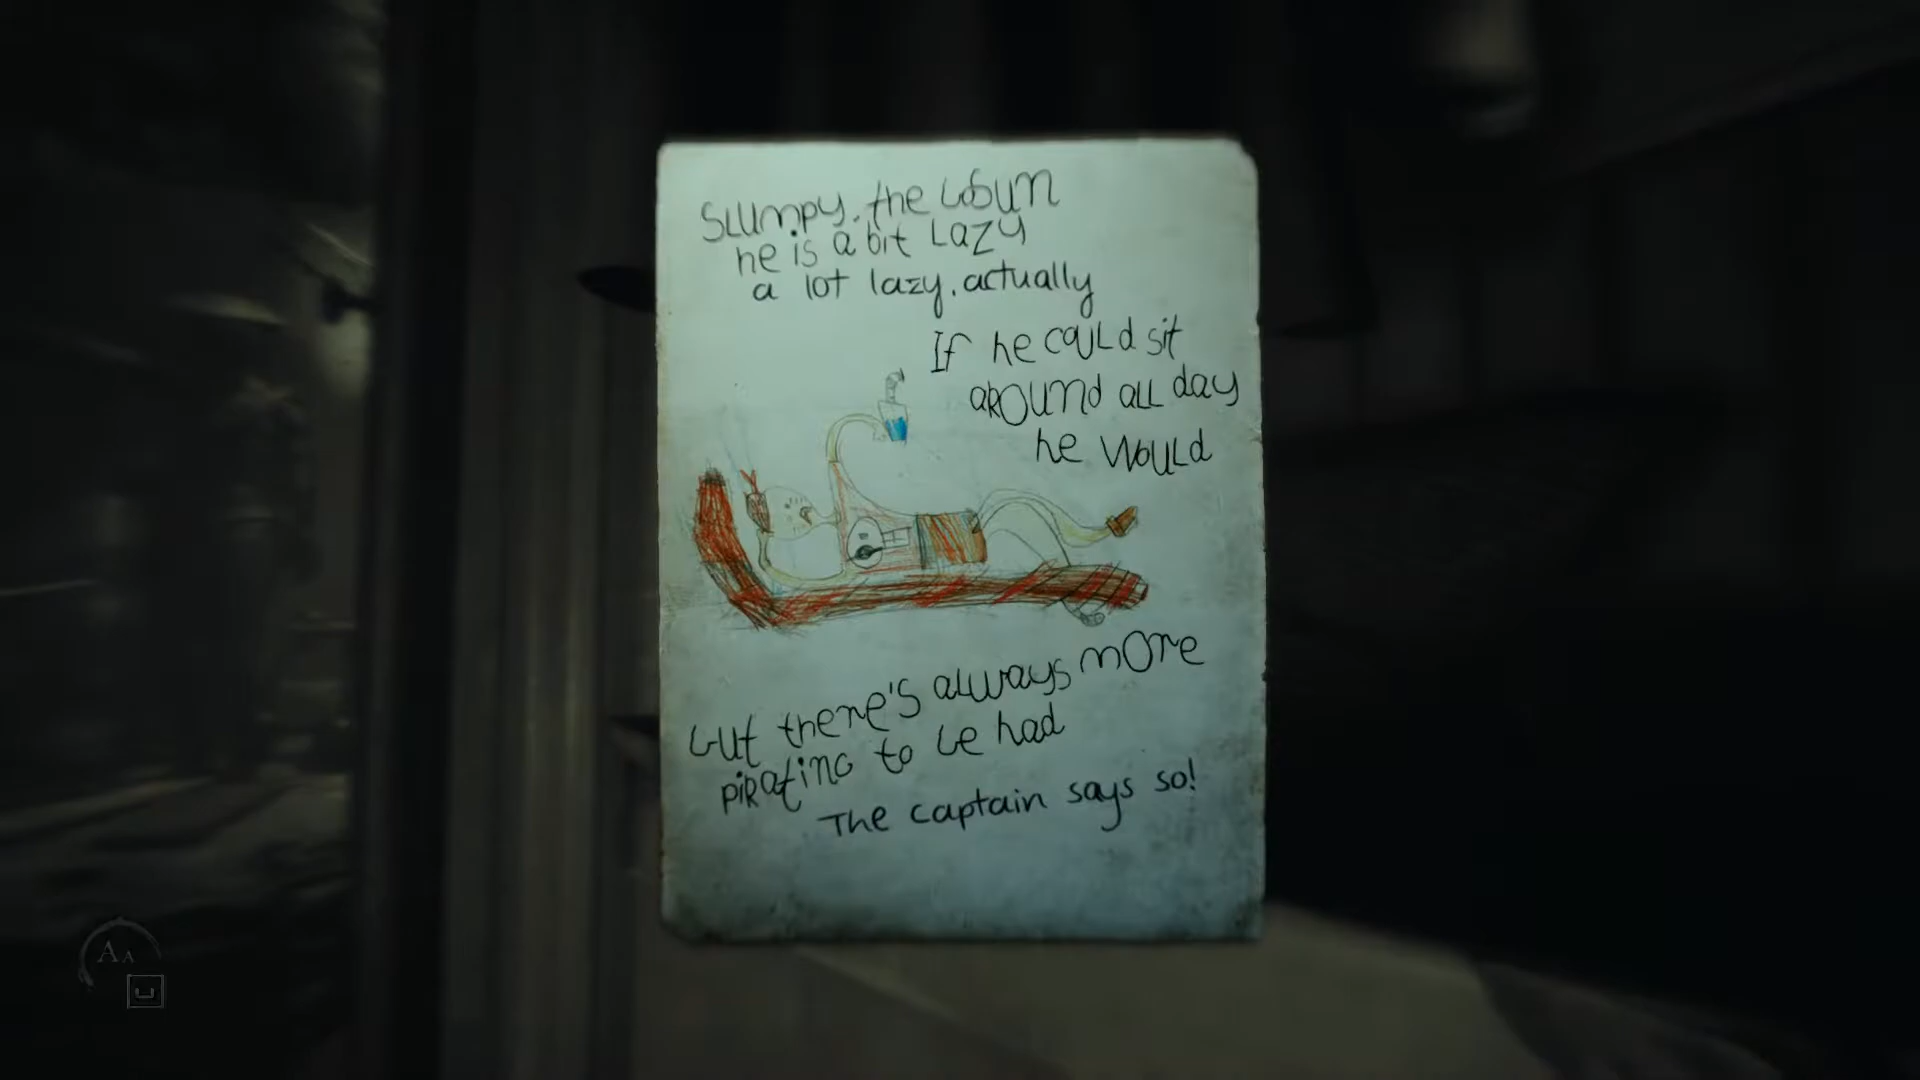 SLUMPY, the
he is a bit LAZY
a lot lazy, actually
If he couLd sit
aROUNd aLL day
he WOULd
but there'S aLways mOre
piRatiNG to be had
The captain says so!
AA